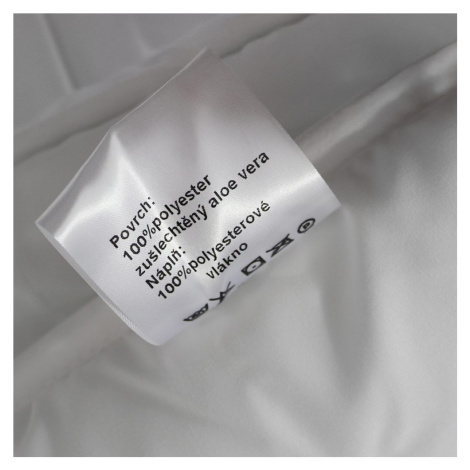 Povrch:
100%polyester
zušlechtěný aloe vera
Náplň:
100%polyesterové
vlákno